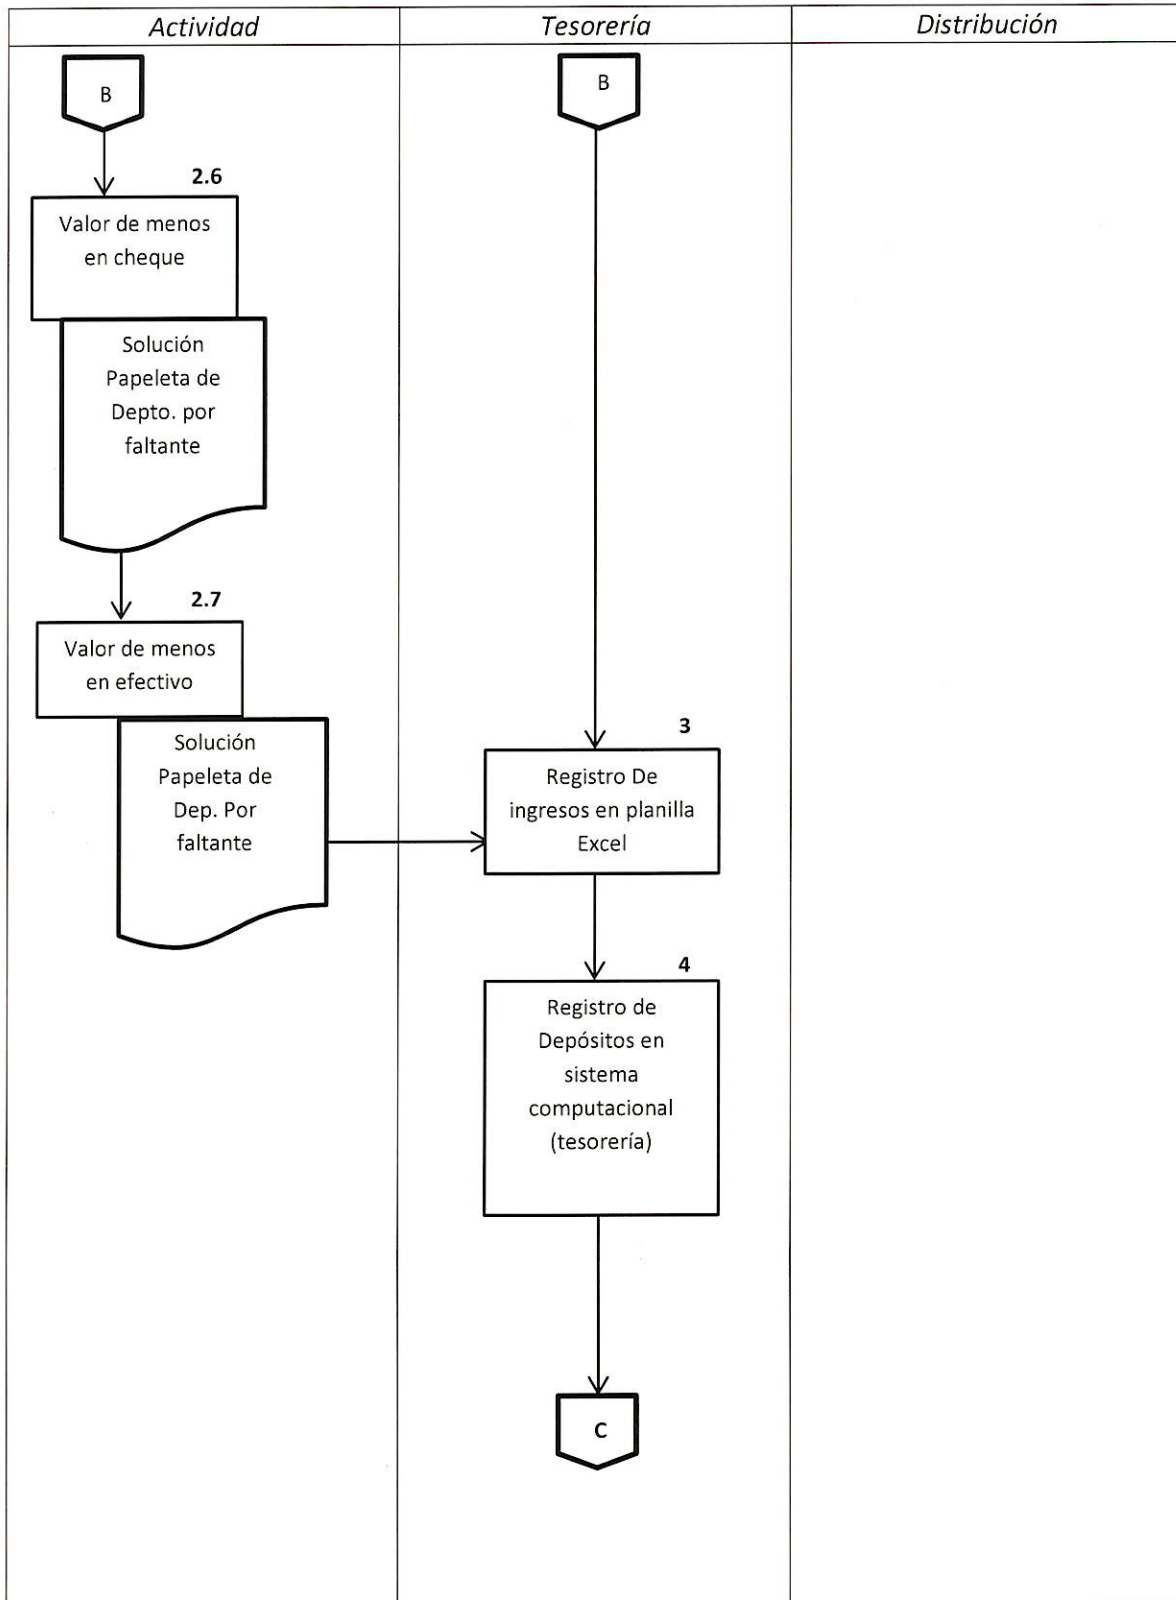 Actividad
Tesorería
Distribución
B
B
2.6
Valor de menos
en cheque
Solución
Papeleta de
Depto. por
faltante
2.7
Valor de menos
en efectivo
Solución
Papeleta de
Dep. Por
faltante
3
Registro De
ingresos en planilla
Excel
4
Registro de
Depósitos en
sistema
computacional
(tesorería)
C